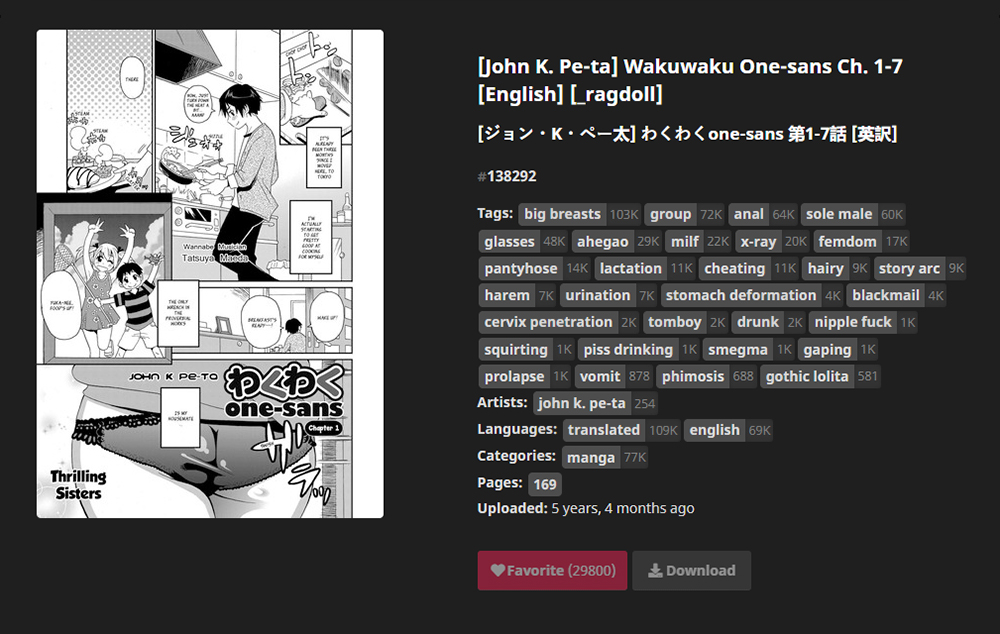 THERE
STEAM
STEAM
NOW, JUST
TURN DOWN
THE HEAT A
BIT...
AAAND
SIZZLE
CHOP CHOP
IT'S
ALREADY
BEEN THREE
MONTHS
SINCE I
MOVED
HERE, TO
TOKYO
I'M
ACTUALLY
STARTING
TO GET
PRETTY
GOOD AT
COOKING
FOR MYSELF
Wannabe Musician
Tatsuya Maeda
YUKA-NEE,
FOOD'S UP!
THE ONLY
WRENCH IN
THE
PROVERBIAL
WORKS
BREAKFAST'S
READY~~!
WAKE UP!
JOHN K PE-TA
わくわく
one-sans
Chapter 1
IS MY
HOUSEMATE
Thrilling
Sisters
[John K. Pe-ta] Wakuwaku One-sans Ch. 1-7
[English] [_ragdoll]
[ジョン・K・ペー太] わくわくone-sans 第1-7話 [英訳]
#138292
Tags: big breasts 103K group 72K anal 64K sole male 60K
glasses 48K ahegao 29K milf 22K x-ray 20K femdom 17K
pantyhose 14K lactation 11K cheating 11K hairy 9K story arc 9K
harem 7K urination 7K stomach deformation 4K blackmail 4K
cervix penetration 2K tomboy 2K drunk 2K nipple fuck 1K
squirting 1K piss drinking 1K smegma 1K gaping 1K
prolapse 1K vomit 878 phimosis 688 gothic lolita 581
Artists: john k. pe-ta 254
Languages: translated 109K english 69K
Categories: manga 77K
Pages: 169
Uploaded: 5 years, 4 months ago
Favorite (29800) Download